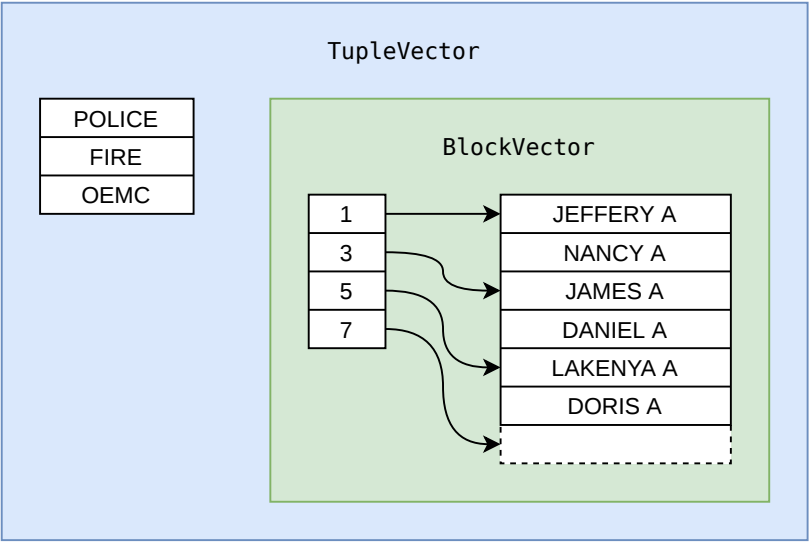 TupleVector
POLICE
FIRE
OEMC
BlockVector
1
3
5
7
JEFFERY A
NANCY A
JAMES A
DANIEL A
LAKENYA A
DORIS A